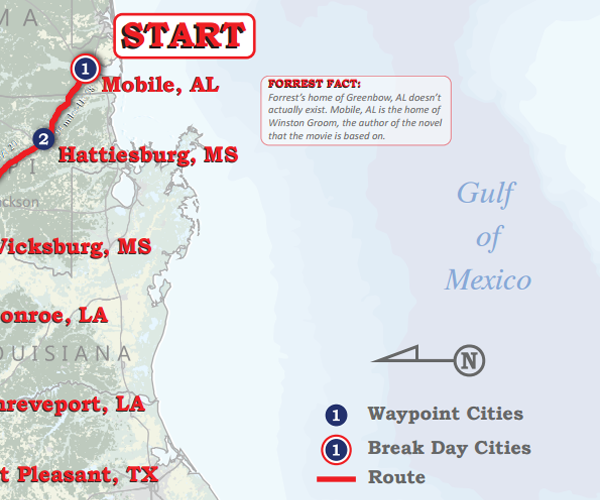 START
M A
1
Mobile, AL
FORREST FACT:
Forrest's home of Greenbow, AL doesn't
actually exist. Mobile, AL is the home of
Winston Groom, the author of the novel
that the movie is based on.
2
Hattiesburg, MS
I
ckson
Vicksburg, MS
Gulf
of
Mexico
onroe, LA
OUISIANA
N
hreveport, LA
1 Waypoint Cities
1 Break Day Cities
t Pleasant, TX
Route